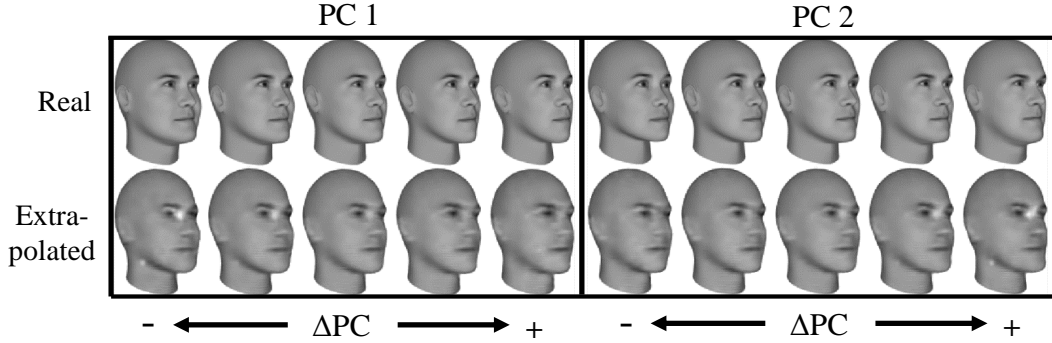 PC 1
PC 2
Real
Extra-
polated
- ΔPC +
- ΔPC +